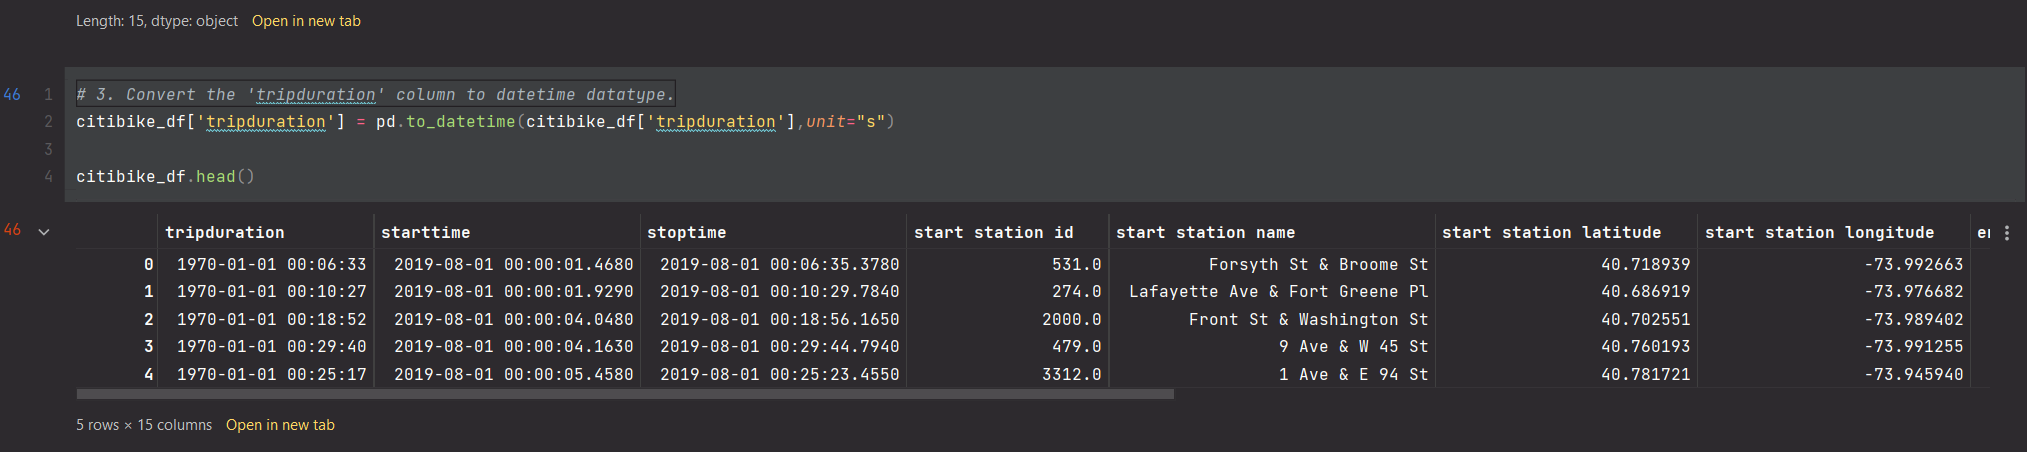 Length: 15, dtype: object Open in new tab
46 1 # 3. Convert the 'tripduration' column to datetime datatype.
2 citibike_df['tripduration'] = pd.to_datetime(citibike_df['tripduration'],unit="s")
3
4 citibike_df.head()
46 tripduration starttime stoptime start station id start station name start station latitude start station longitude
0 1970-01-01 00:06:33 2019-08-01 00:00:01.4680 2019-08-01 00:06:35.3780 531.0 Forsyth St & Broome St 40.718939 -73.992663
1 1970-01-01 00:10:27 2019-08-01 00:00:01.9290 2019-08-01 00:10:29.7840 274.0 Lafayette Ave & Fort Greene Pl 40.686919 -73.976682
2 1970-01-01 00:18:52 2019-08-01 00:00:04.0480 2019-08-01 00:18:56.1650 2000.0 Front St & Washington St 40.702551 -73.989402
3 1970-01-01 00:29:40 2019-08-01 00:00:04.1630 2019-08-01 00:29:44.7940 479.0 9 Ave & W 45 St 40.760193 -73.991255
4 1970-01-01 00:25:17 2019-08-01 00:00:05.4580 2019-08-01 00:25:23.4550 3312.0 1 Ave & E 94 St 40.781721 -73.945940
5 rows × 15 columns Open in new tab